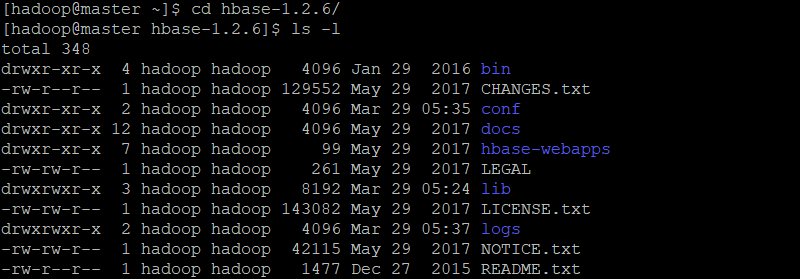 [hadoop@master ~]$ cd hbase-1.2.6/
[hadoop@master hbase-1.2.6]$ ls -l
total 348
drwxr-xr-x  4 hadoop hadoop   4096 Jan 29  2016 bin
-rw-r--r--  1 hadoop hadoop 129552 May 29  2017 CHANGES.txt
drwxr-xr-x  2 hadoop hadoop   4096 Mar 29 05:35 conf
drwxr-xr-x 12 hadoop hadoop   4096 May 29  2017 docs
drwxr-xr-x  7 hadoop hadoop     99 May 29  2017 hbase-webapps
-rw-rw-r--  1 hadoop hadoop    261 May 29  2017 LEGAL
drwxrwxr-x  3 hadoop hadoop   8192 Mar 29 05:24 lib
-rw-rw-r--  1 hadoop hadoop 143082 May 29  2017 LICENSE.txt
drwxrwxr-x  2 hadoop hadoop   4096 Mar 29 05:37 logs
-rw-rw-r--  1 hadoop hadoop  42115 May 29  2017 NOTICE.txt
-rw-r--r--  1 hadoop hadoop   1477 Dec 27  2015 README.txt